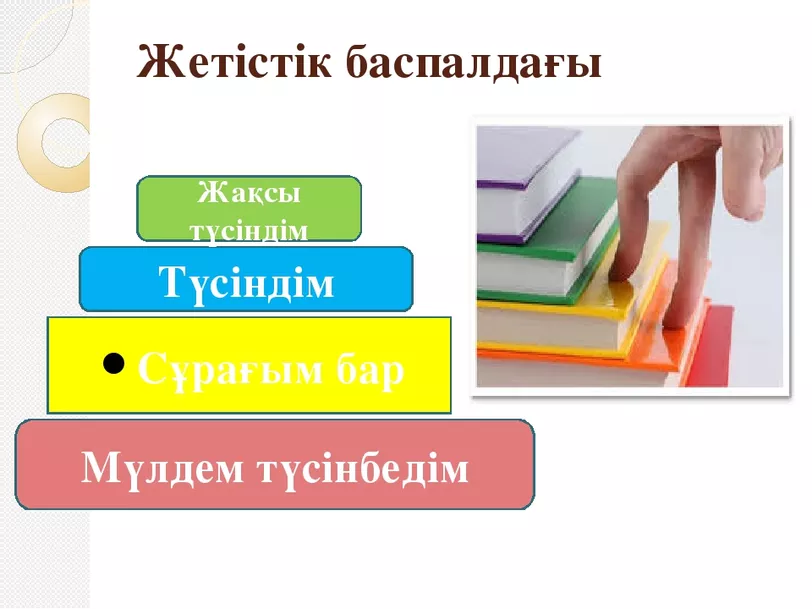 Жетістік баспалдағы
Жақсы
түсіндім
Түсіндім
• Сұрағым бар
Мүлдем түсінбедім